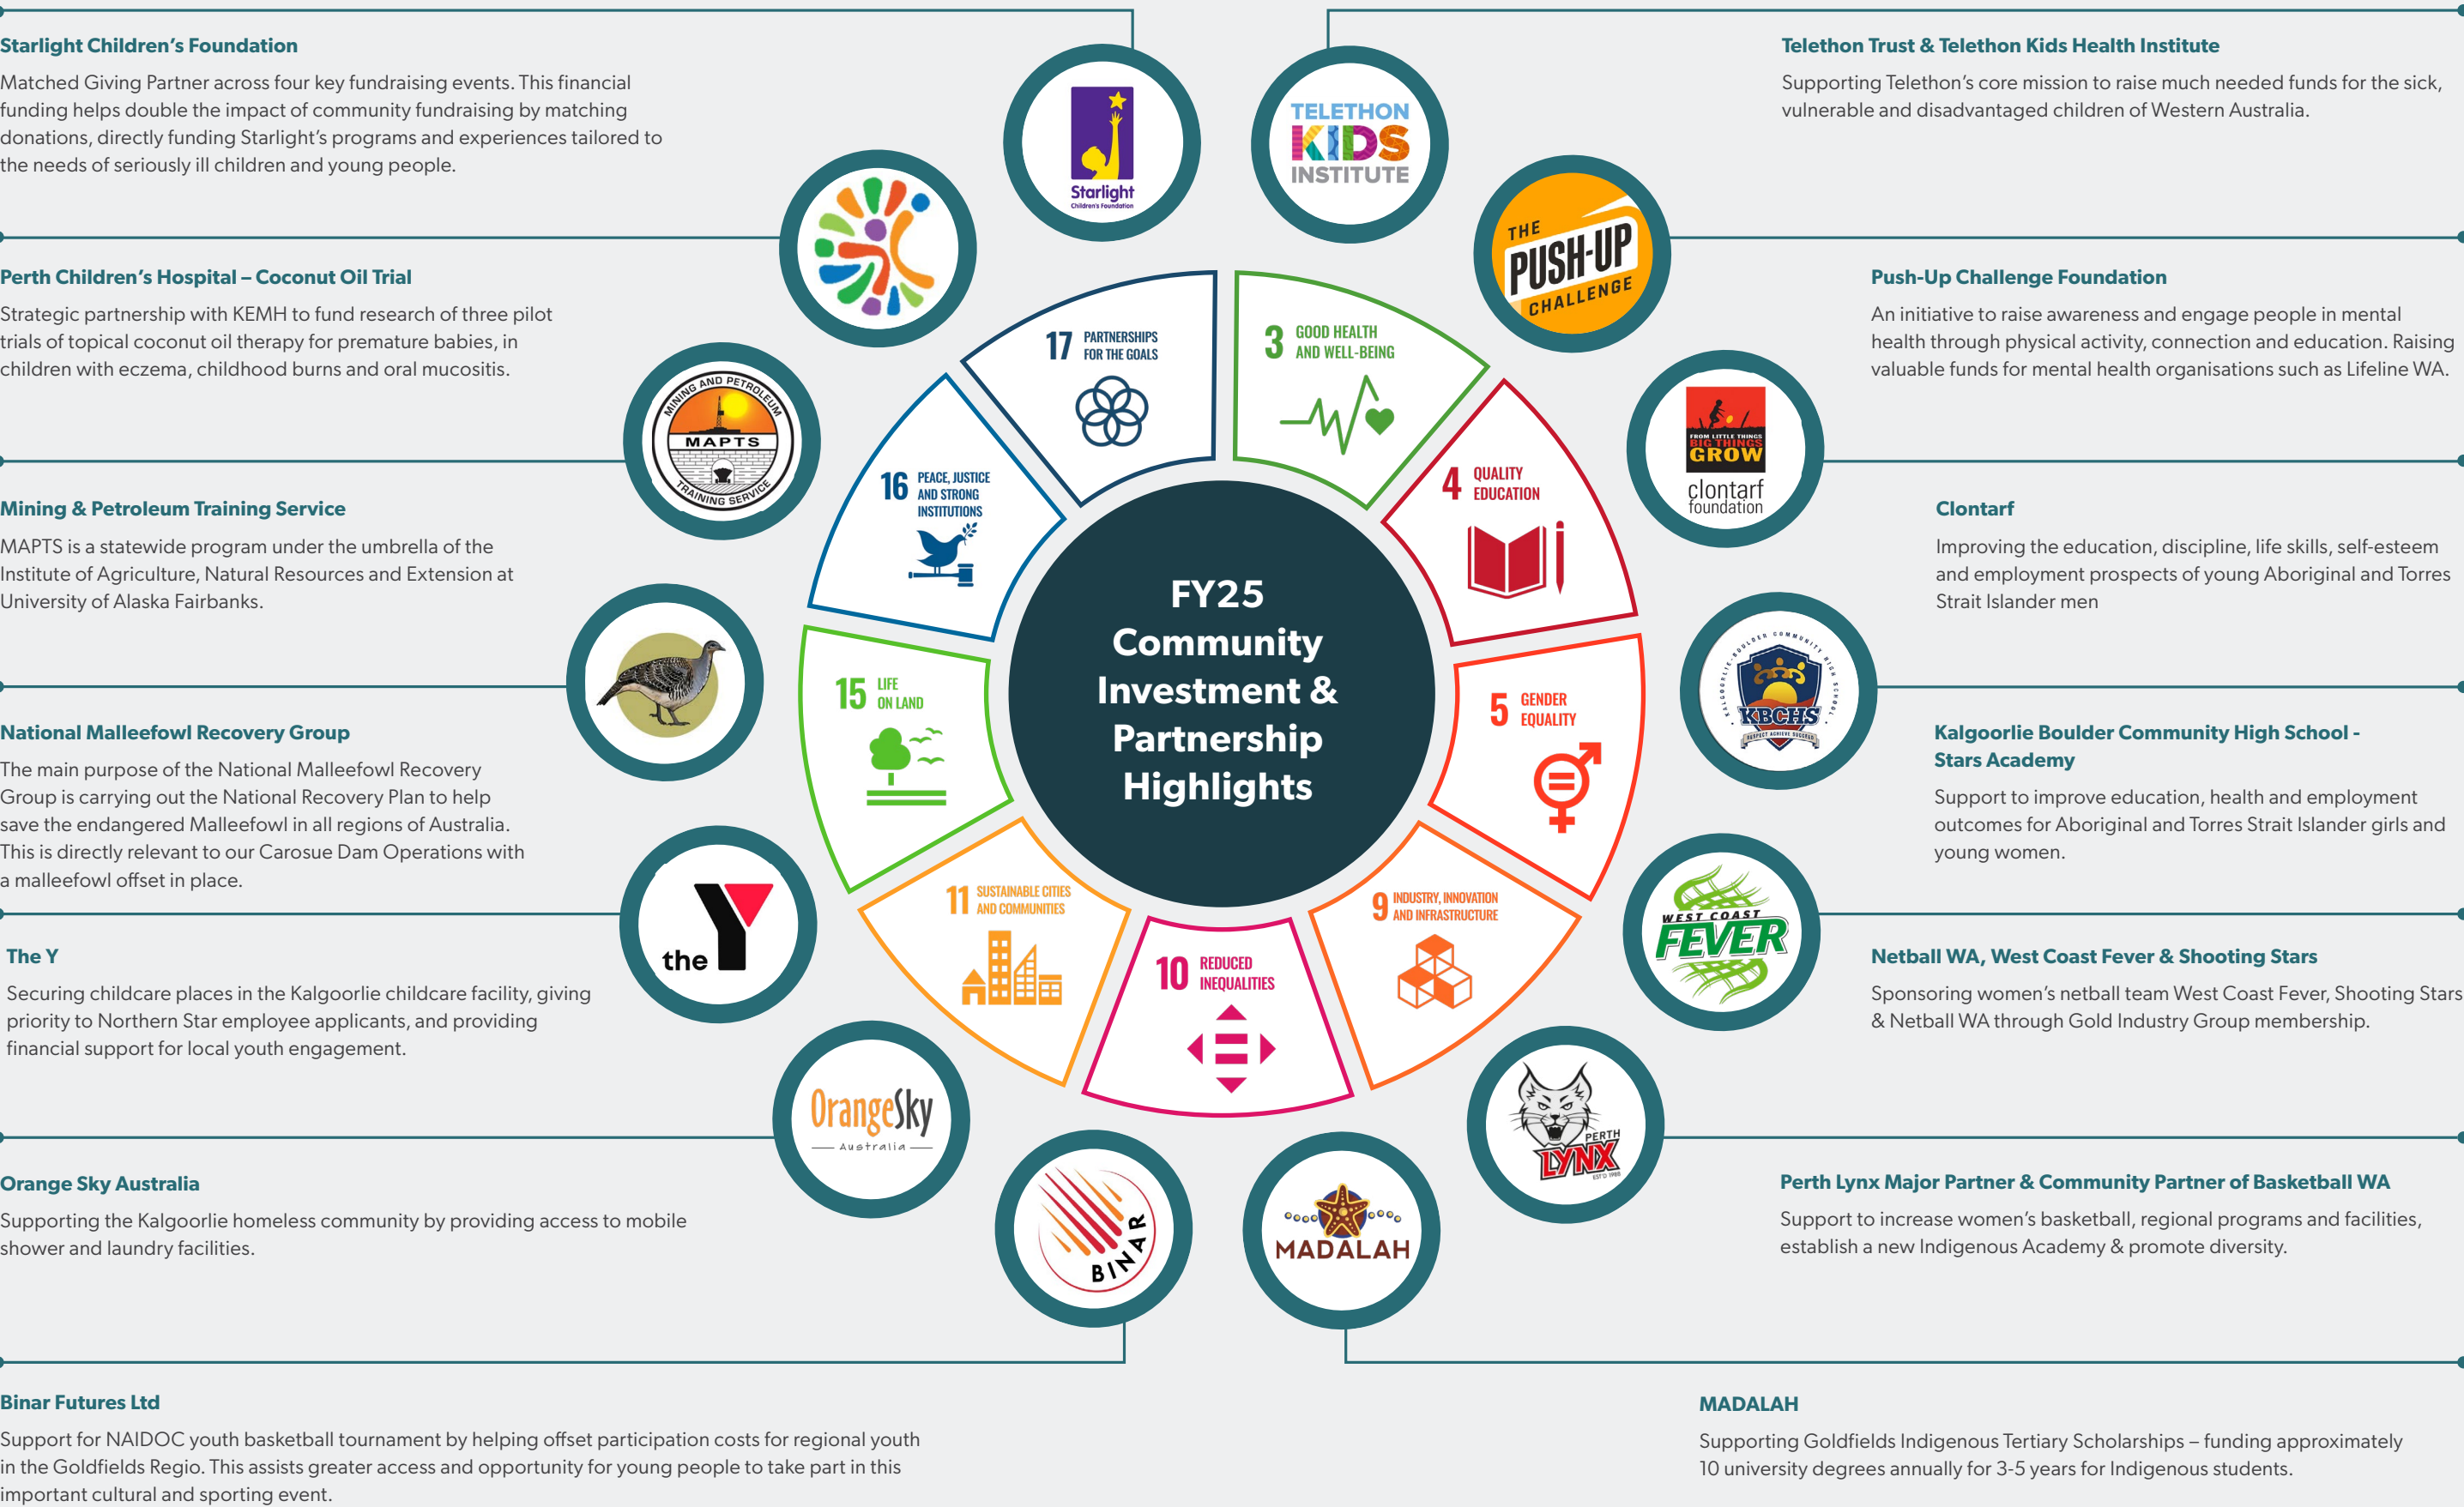 Starlight Children's Foundation
Matched Giving Partner across four key fundraising events. This financial
funding helps double the impact of community fundraising by matching
donations, directly funding Starlight's programs and experiences tailored to
the needs of seriously ill children and young people.
Perth Children's Hospital – Coconut Oil Trial
Strategic partnership with KEMH to fund research of three pilot
trials of topical coconut oil therapy for premature babies, in
children with eczema, childhood burns and oral mucositis.
Mining & Petroleum Training Service
MAPTS is a statewide program under the umbrella of the
Institute of Agriculture, Natural Resources and Extension at
University of Alaska Fairbanks.
National Malleefowl Recovery Group
The main purpose of the National Malleefowl Recovery
Group is carrying out the National Recovery Plan to help
save the endangered Malleefowl in all regions of Australia.
This is directly relevant to our Carosue Dam Operations with
a malleefowl offset in place.
The Y
Securing childcare places in the Kalgoorlie childcare facility, giving
priority to Northern Star employee applicants, and providing
financial support for local youth engagement.
Orange Sky Australia
Supporting the Kalgoorlie homeless community by providing access to mobile
shower and laundry facilities.
Binar Futures Ltd
Support for NAIDOC youth basketball tournament by helping offset participation costs for regional youth
in the Goldfields Regio. This assists greater access and opportunity for young people to take part in this
important cultural and sporting event.
Starlight
Children's Foundation
TELETHON
KIDS
INSTITUTE
THE
PUSH-UP
CHALLENGE
MINING AND PETROLEUM
MAPTS
TRAINING SERVICE
FROM LITTLE THINGS
BIG THINGS
GROW
clontarf
foundation
KALGOORLIE-BOULDER COMMUNITY HIGH SCHOOL
KBCHS
RESPECT ACHIEVE SUCCEED
the Y
WEST COAST
FEVER
OrangeSky
Australia
PERTH
LYNX
EST'D 1988
BINAR
MADALAH
17 PARTNERSHIPS
FOR THE GOALS
3 GOOD HEALTH
AND WELL-BEING
16 PEACE, JUSTICE
AND STRONG
INSTITUTIONS
4 QUALITY
EDUCATION
15 LIFE
ON LAND
5 GENDER
EQUALITY
11 SUSTAINABLE CITIES
AND COMMUNITIES
9 INDUSTRY, INNOVATION
AND INFRASTRUCTURE
10 REDUCED
INEQUALITIES
FY25
Community
Investment &
Partnership
Highlights
Telethon Trust & Telethon Kids Health Institute
Supporting Telethon's core mission to raise much needed funds for the sick,
vulnerable and disadvantaged children of Western Australia.
Push-Up Challenge Foundation
An initiative to raise awareness and engage people in mental
health through physical activity, connection and education. Raising
valuable funds for mental health organisations such as Lifeline WA.
Clontarf
Improving the education, discipline, life skills, self-esteem
and employment prospects of young Aboriginal and Torres
Strait Islander men
Kalgoorlie Boulder Community High School -
Stars Academy
Support to improve education, health and employment
outcomes for Aboriginal and Torres Strait Islander girls and
young women.
Netball WA, West Coast Fever & Shooting Stars
Sponsoring women's netball team West Coast Fever, Shooting Stars
& Netball WA through Gold Industry Group membership.
Perth Lynx Major Partner & Community Partner of Basketball WA
Support to increase women's basketball, regional programs and facilities,
establish a new Indigenous Academy & promote diversity.
MADALAH
Supporting Goldfields Indigenous Tertiary Scholarships – funding approximately
10 university degrees annually for 3-5 years for Indigenous students.